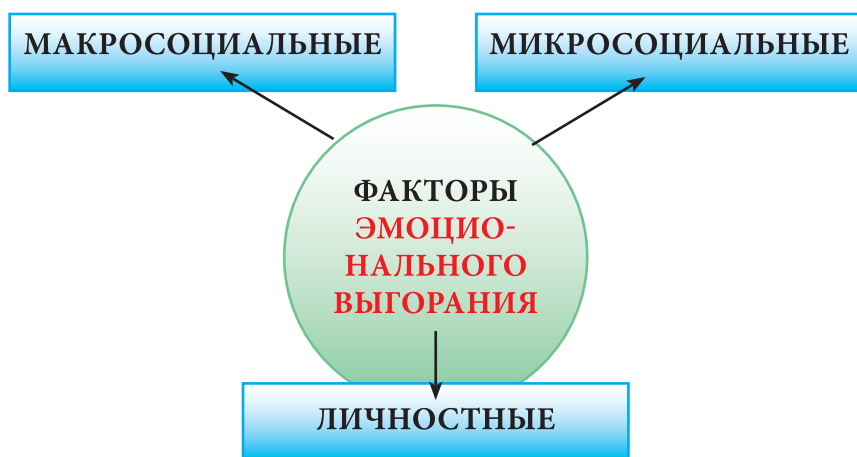 МАКРОСОЦИАЛЬНЫЕ
МИКРОСОЦИАЛЬНЫЕ
ФАКТОРЫ
ЭМОЦИО-
НАЛЬНОГО
ВЫГОРАНИЯ
ЛИЧНОСТНЫЕ